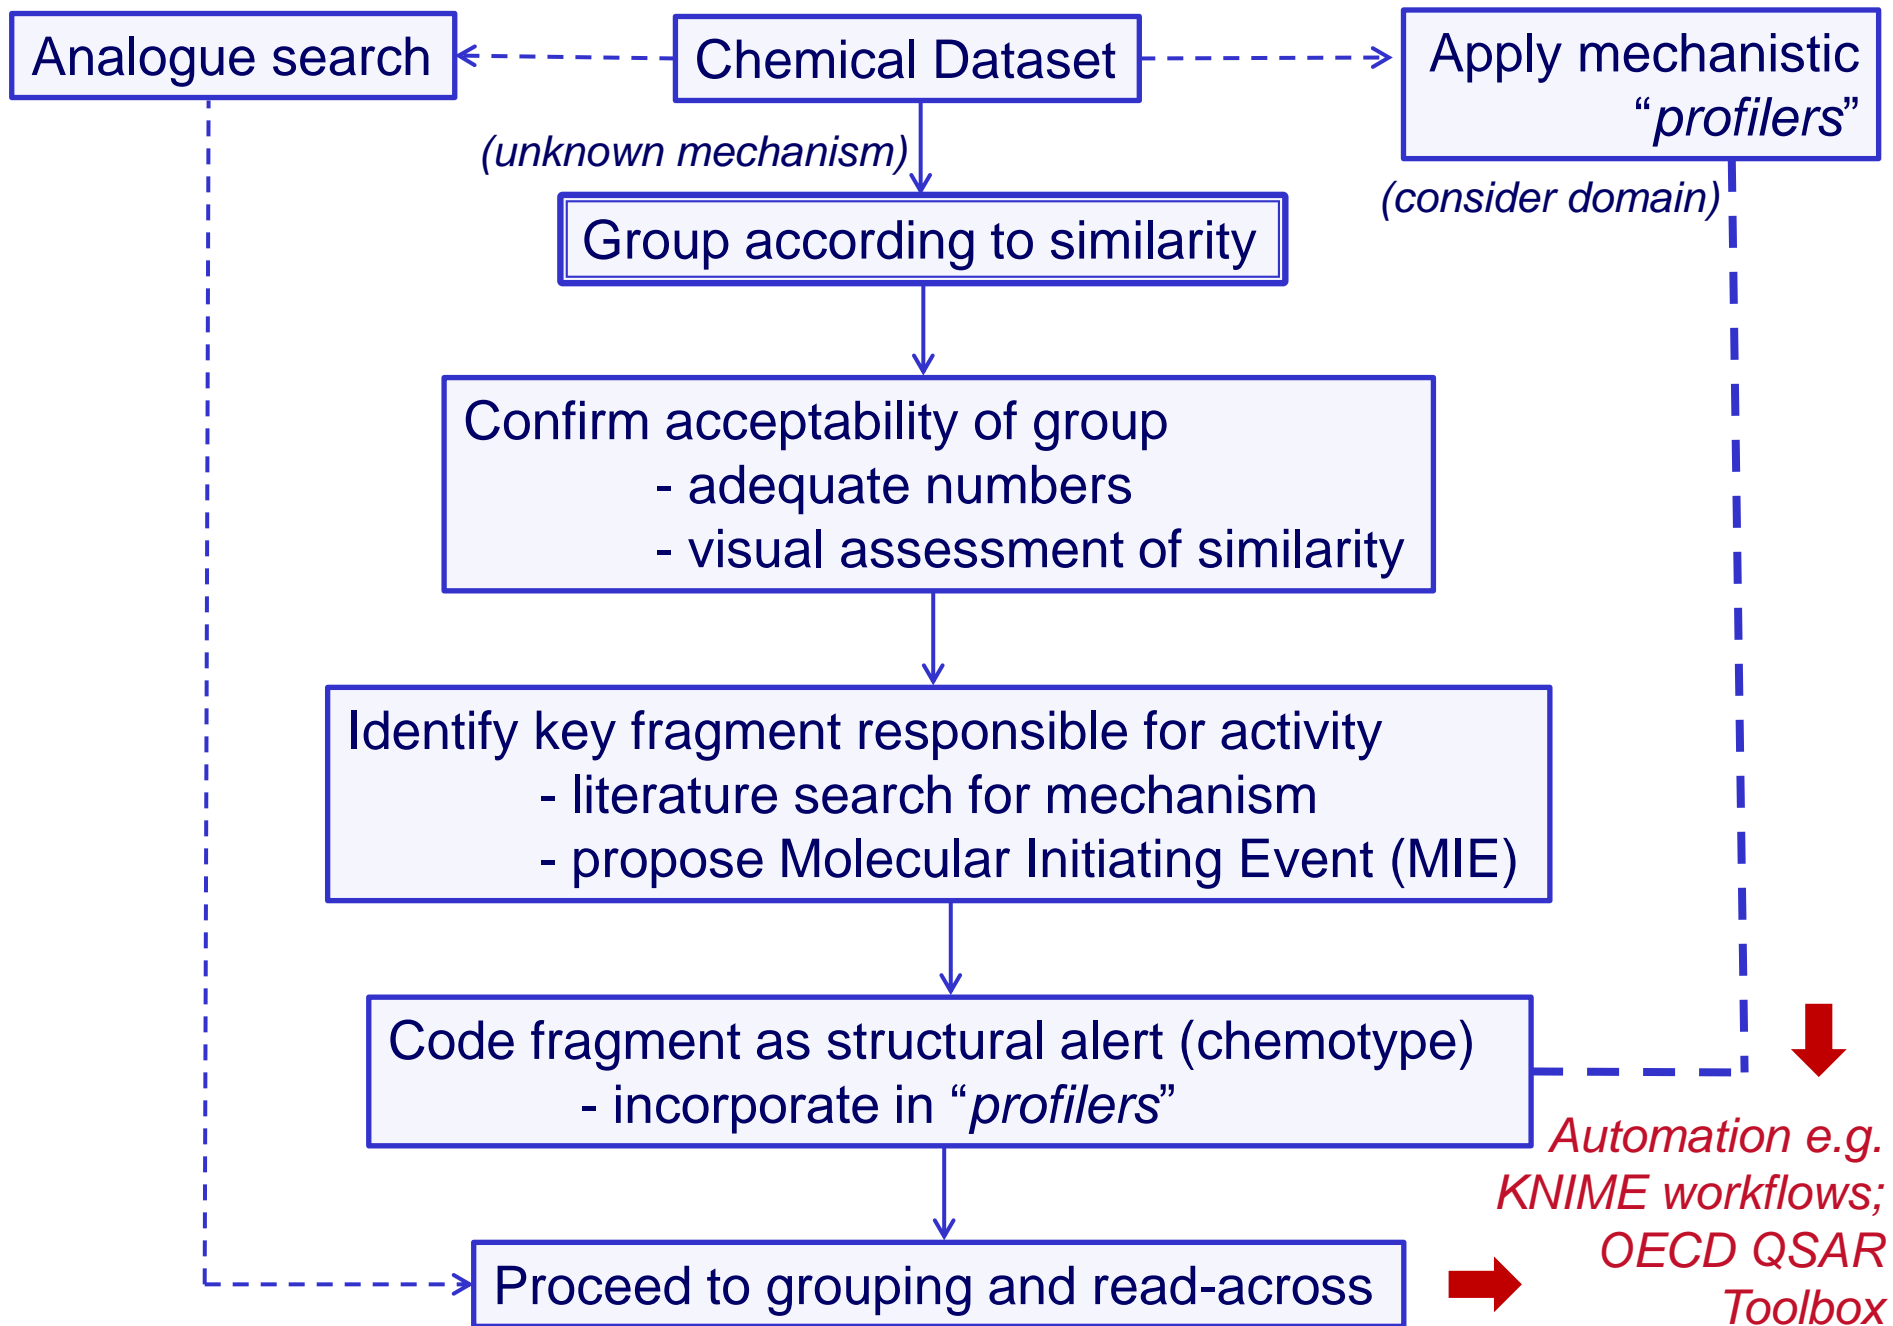 Analogue search
Chemical Dataset
Apply mechanistic
“profilers”
(unknown mechanism)
(consider domain)
Group according to similarity
Confirm acceptability of group
- adequate numbers
- visual assessment of similarity
Identify key fragment responsible for activity
- literature search for mechanism
- propose Molecular Initiating Event (MIE)
Code fragment as structural alert (chemotype)
- incorporate in “profilers”
Automation e.g.
KNIME workflows;
OECD QSAR
Toolbox
Proceed to grouping and read-across